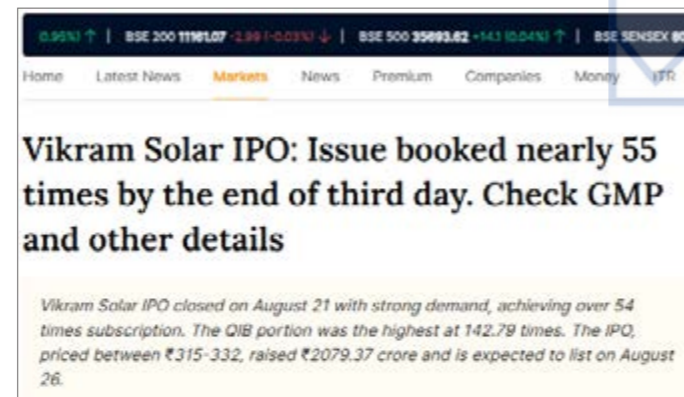 0.95%) ↑ | BSE 200 11161.07 -2.99 (-0.03%) ↓ | BSE 500 35693.62 +14.1 (0.04%) ↑ | BSE SENSEX
Home Latest News Markets News Premium Companies Money ITR
Vikram Solar IPO: Issue booked nearly 55
times by the end of third day. Check GMP
and other details
Vikram Solar IPO closed on August 21 with strong demand, achieving over 54
times subscription. The QIB portion was the highest at 142.79 times. The IPO,
priced between ₹315-332, raised ₹2079.37 crore and is expected to list on August
26.